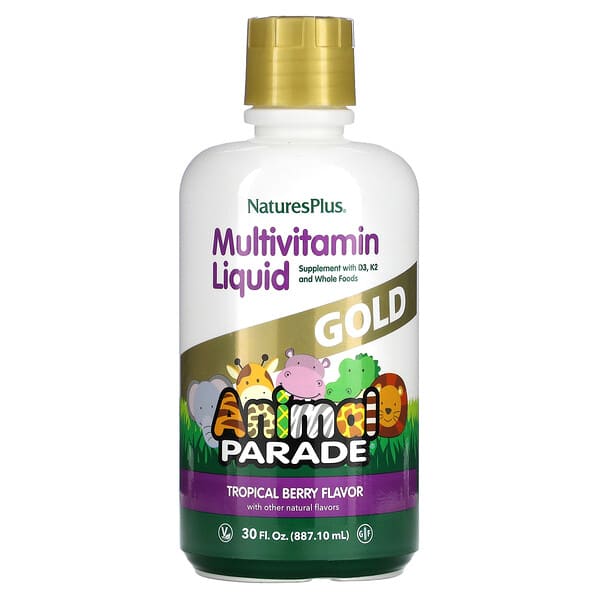 NaturesPlus®
Multivitamin
Liquid
Supplement with D3, K2
and Whole Foods
GOLD
Animal
PARADE®
TROPICAL BERRY FLAVOR
with other natural flavors
V
30 Fl. Oz. (887.10 mL)
GF